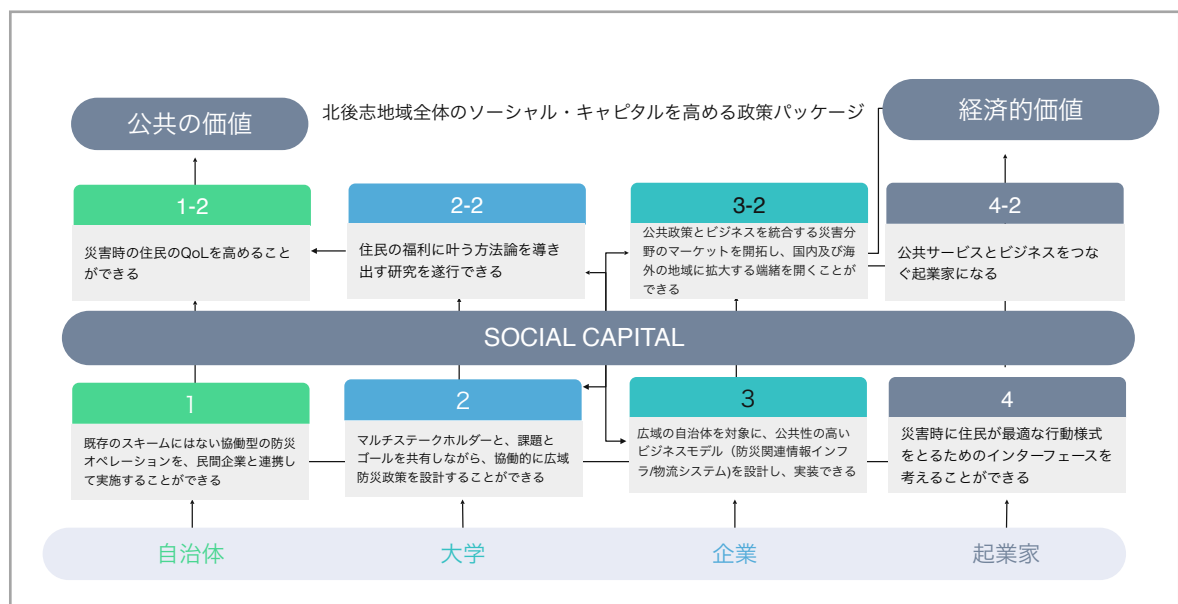 公共の価値
北後志地域全体のソーシャル・キャピタルを高める政策パッケージ
経済的価値
1-2
災害時の住民のQoLを高めること
ができる
2-2
住民の福利に叶う方法論を導き
出す研究を遂行できる
3-2
公共政策とビジネスを統合する災害分
野のマーケットを開拓し、国内及び海
外の地域に拡大する端緒を開くことが
できる
4-2
公共サービスとビジネスをつな
ぐ起業家になる
SOCIAL CAPITAL
1
既存のスキームにはない協働型の防災
オペレーションを、民間企業と連携し
て実施することができる
2
マルチステークホルダーと、課題と
ゴールを共有しながら、協働的に広域
防災政策を設計することができる
3
広域の自治体を対象に、公共性の高い
ビジネスモデル（防災関連情報インフ
ラ/物流システム)を設計し、実装できる
4
災害時に住民が最適な行動様式
をとるためのインターフェースを
考えることができる
自治体
大学
企業
起業家